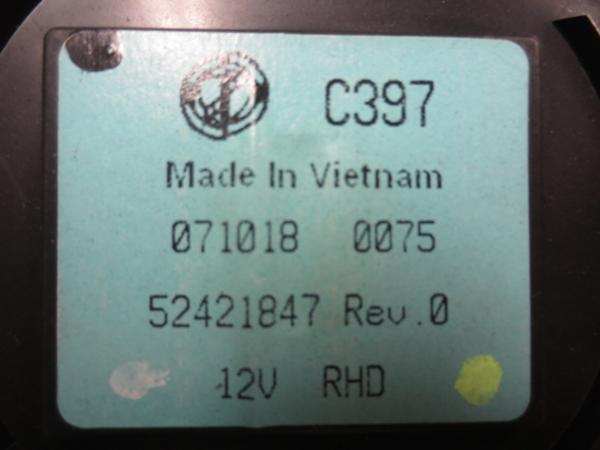 C397
Made In Vietnam
071018 0075
52421847 Rev.0
12V RHD